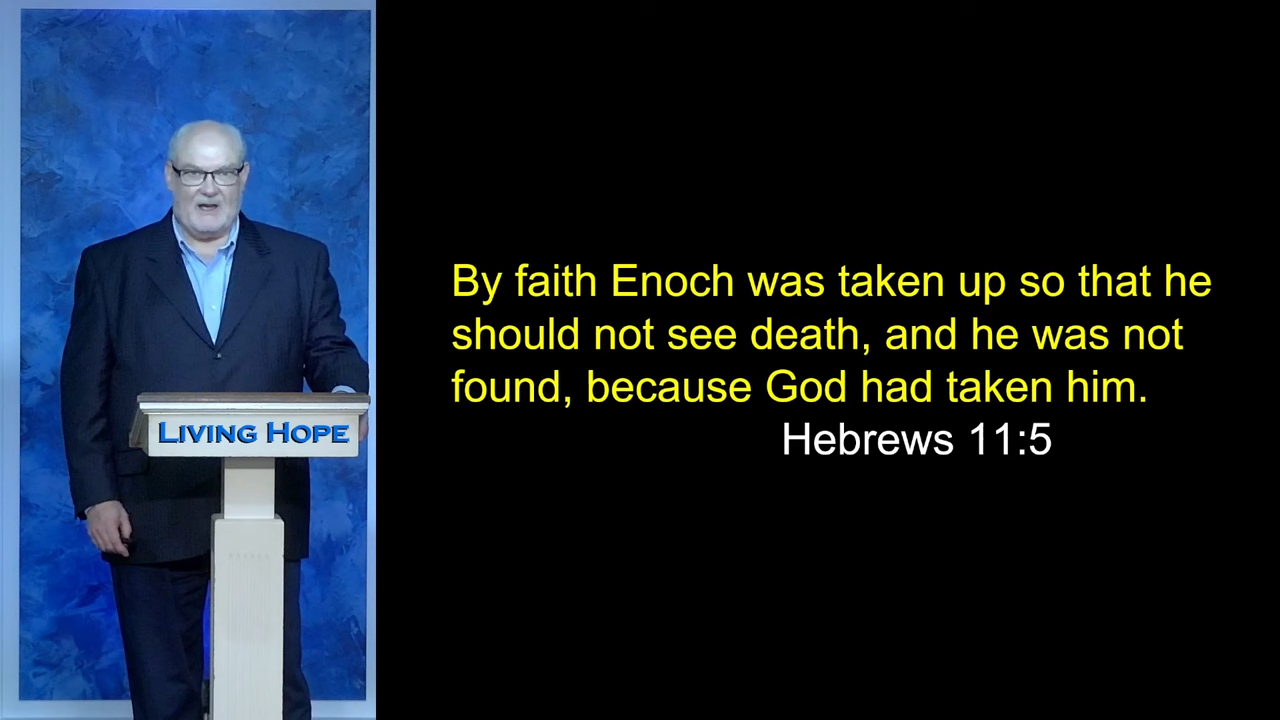 LIVING HOPE
By faith Enoch was taken up so that he
should not see death, and he was not
found, because God had taken him.
Hebrews 11:5